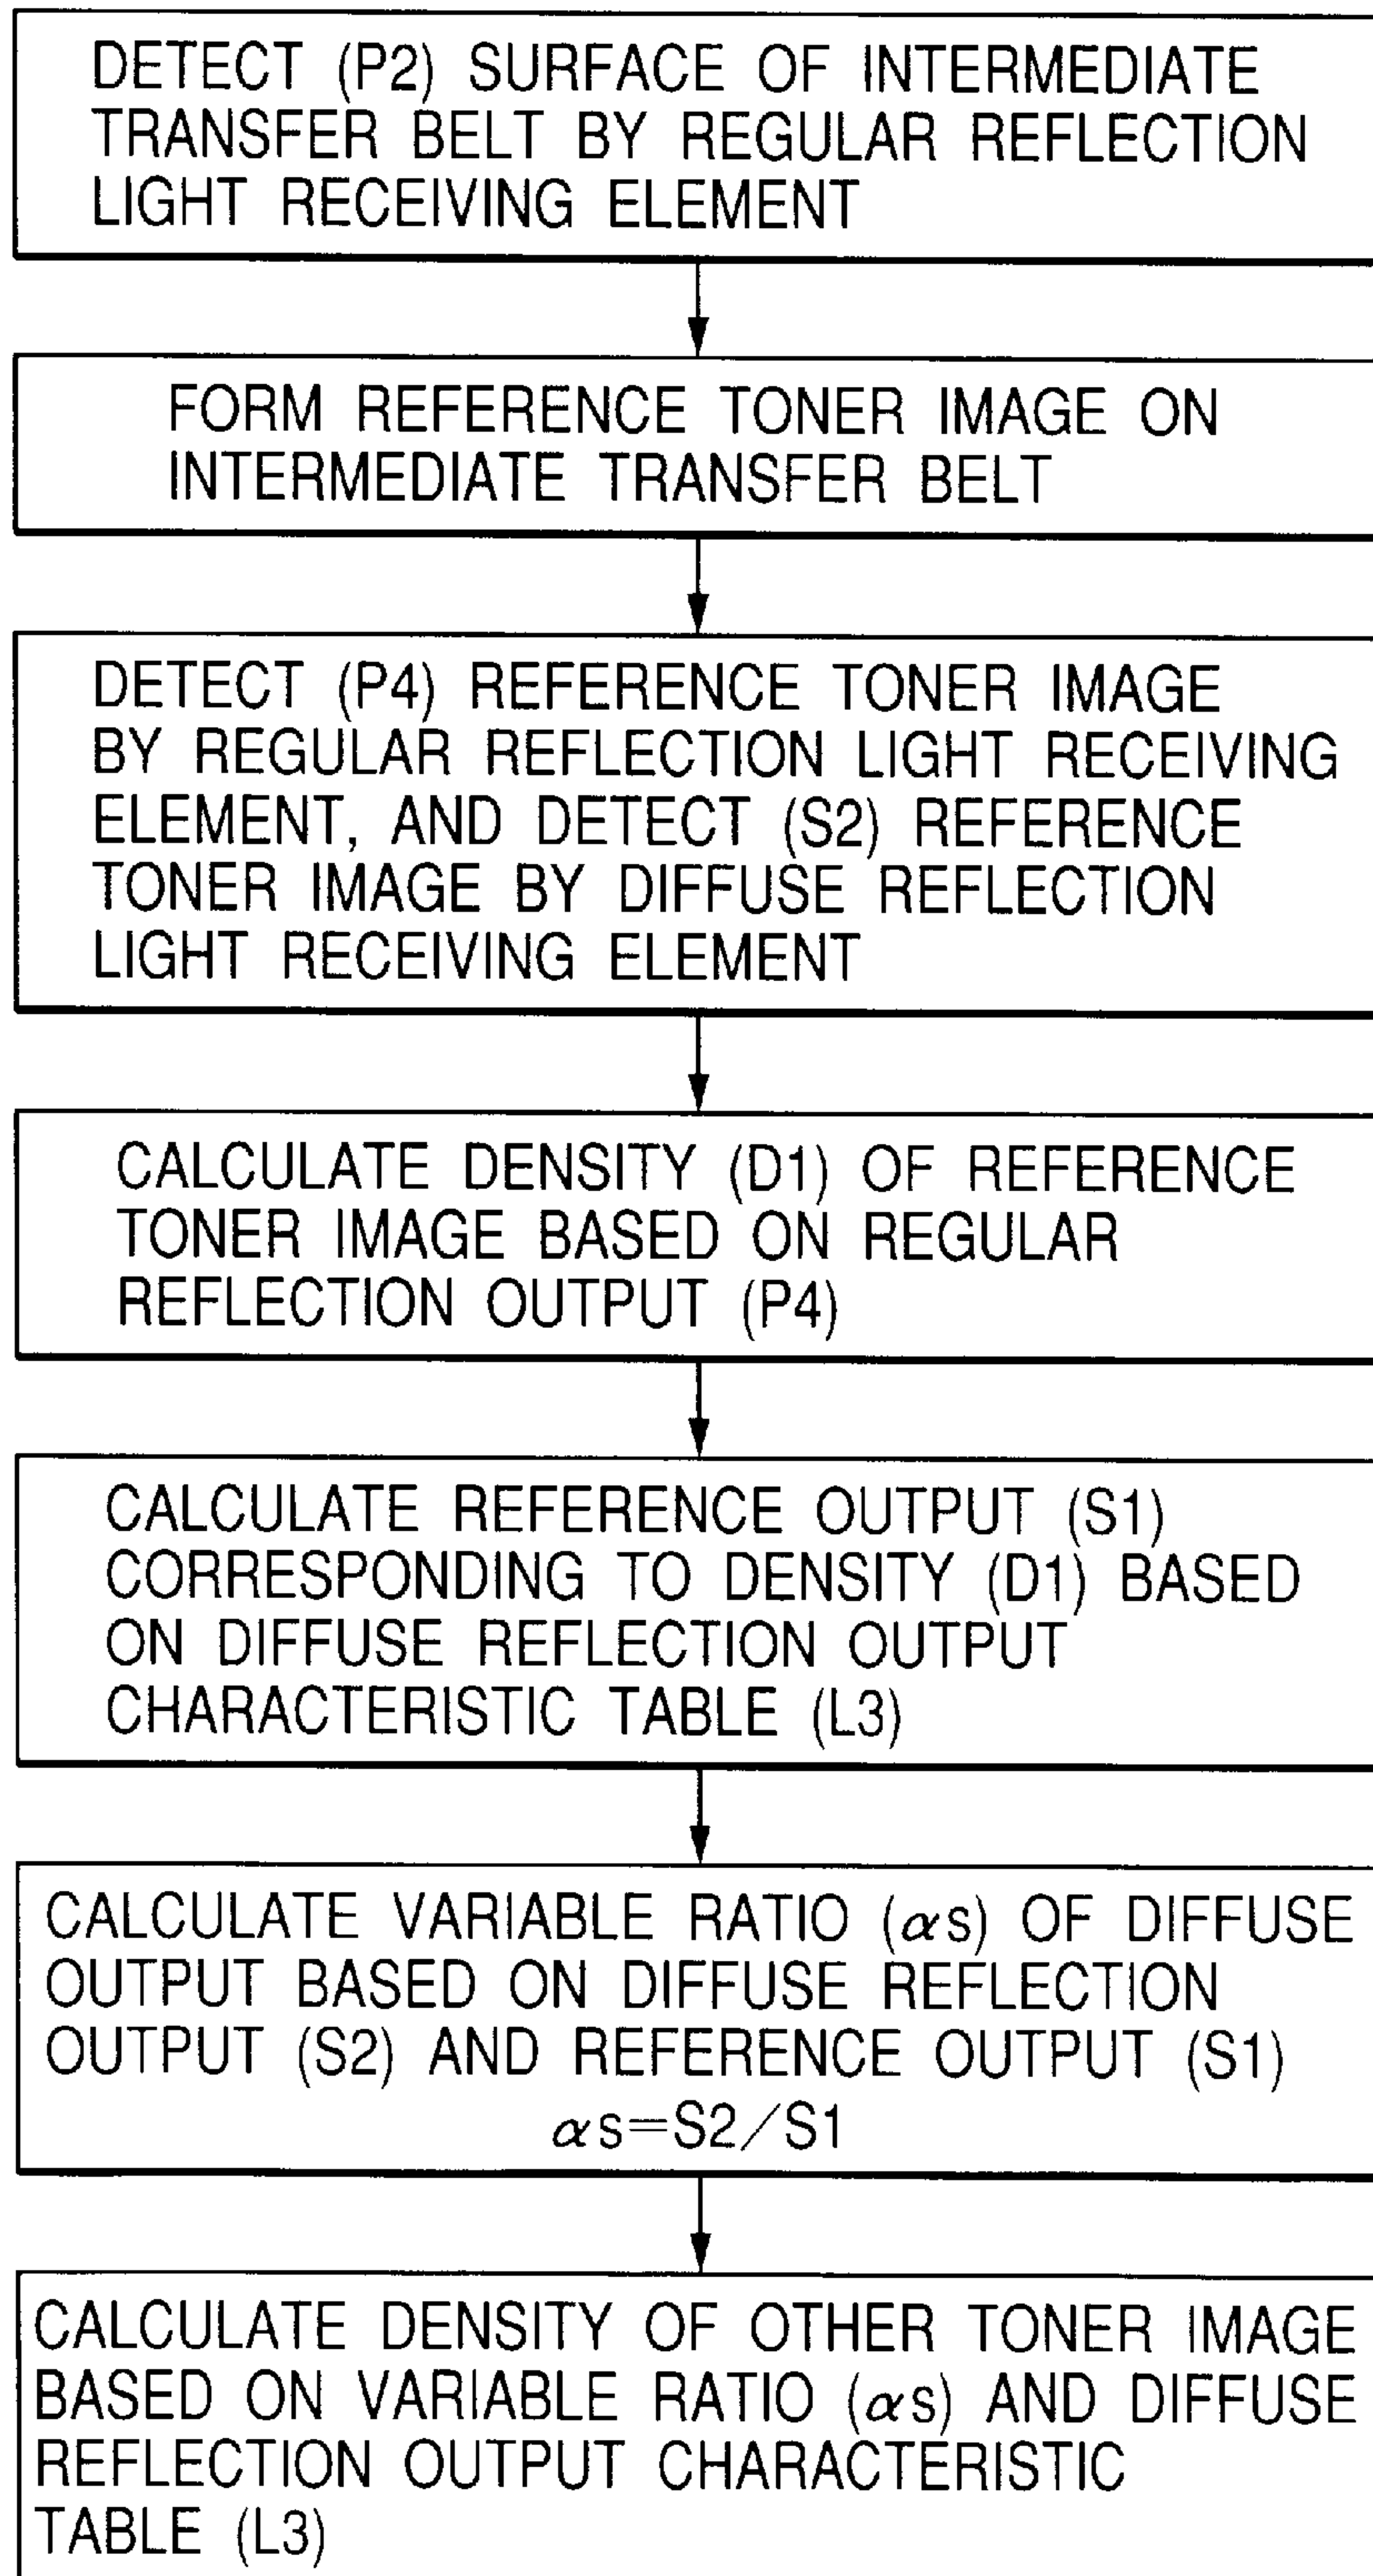 DETECT (P2) SURFACE OF INTERMEDIATE
TRANSFER BELT BY REGULAR REFLECTION
LIGHT RECEIVING ELEMENT
FORM REFERENCE TONER IMAGE ON
INTERMEDIATE TRANSFER BELT
DETECT (P4) REFERENCE TONER IMAGE
BY REGULAR REFLECTION LIGHT RECEIVING
ELEMENT, AND DETECT (S2) REFERENCE
TONER IMAGE BY DIFFUSE REFLECTION
LIGHT RECEIVING ELEMENT
CALCULATE DENSITY (D1) OF REFERENCE
TONER IMAGE BASED ON REGULAR
REFLECTION OUTPUT (P4)
CALCULATE REFERENCE OUTPUT (S1)
CORRESPONDING TO DENSITY (D1) BASED
ON DIFFUSE REFLECTION OUTPUT
CHARACTERISTIC TABLE (L3)
CALCULATE VARIABLE RATIO (αs) OF DIFFUSE
OUTPUT BASED ON DIFFUSE REFLECTION
OUTPUT (S2) AND REFERENCE OUTPUT (S1)
αs=S2/S1
CALCULATE DENSITY OF OTHER TONER IMAGE
BASED ON VARIABLE RATIO (αs) AND DIFFUSE
REFLECTION OUTPUT CHARACTERISTIC
TABLE (L3)